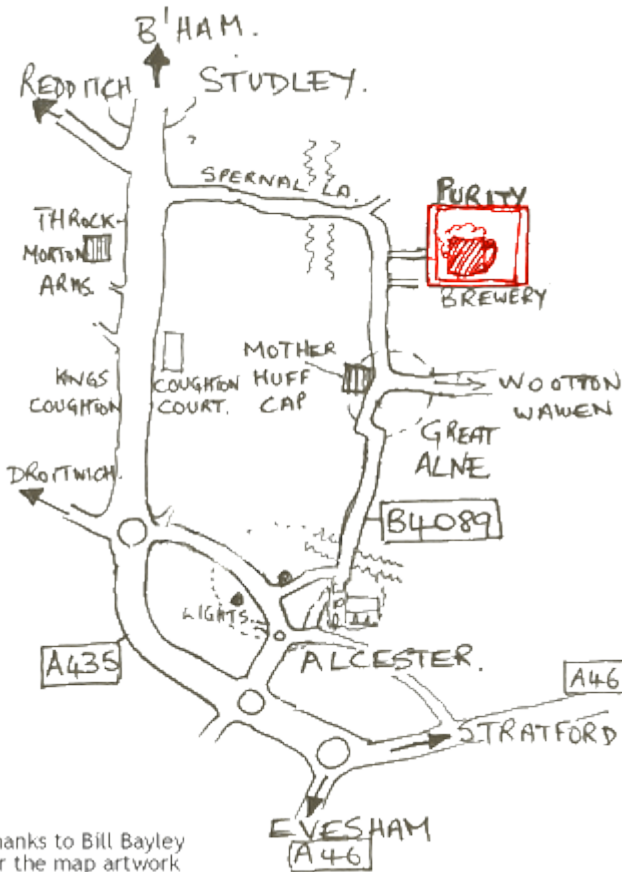 B'HAM.
REDDITCH
STUDLEY.
SPERNAL LA.
PURITY
THROCK-
MORTON
ARMS.
BREWERY
MOTHER
HUFF
CAP
KINGS
COUGHTON
COUGHTON
COURT.
WOOTTON
WAWEN
GREAT
ALNE
DROITWICH.
B4089
LIGHTS.
A435
ALCESTER.
A46
STRATFORD
EVESHAM
A46
hanks to Bill Bayley
r the map artwork